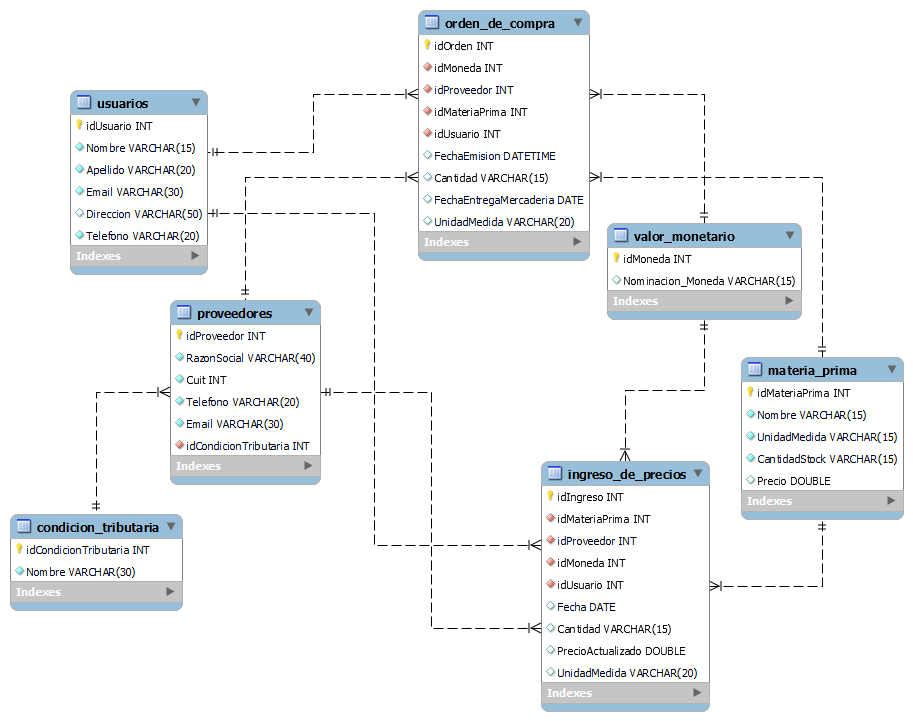 orden_de_compra
idOrden INT
idMoneda INT
idProveedor INT
idMateriaPrima INT
idUsuario INT
FechaEmision DATETIME
Cantidad VARCHAR(15)
FechaEntregaMercaderia DATE
UnidadMedida VARCHAR(20)
Indexes
usuarios
idUsuario INT
Nombre VARCHAR(15)
Apellido VARCHAR(20)
Email VARCHAR(30)
Direccion VARCHAR(50)
Telefono VARCHAR(20)
Indexes
valor_monetario
idMoneda INT
Nominacion_Moneda VARCHAR(15)
Indexes
proveedores
idProveedor INT
RazonSocial VARCHAR(40)
Cuit INT
Telefono VARCHAR(20)
Email VARCHAR(30)
idCondicionTributaria INT
Indexes
materia_prima
idMateriaPrima INT
Nombre VARCHAR(15)
UnidadMedida VARCHAR(15)
CantidadStock VARCHAR(15)
Precio DOUBLE
Indexes
condicion_tributaria
idCondicionTributaria INT
Nombre VARCHAR(30)
Indexes
ingreso_de_precios
idIngreso INT
idMateriaPrima INT
idProveedor INT
idMoneda INT
idUsuario INT
Fecha DATE
Cantidad VARCHAR(15)
PrecioActualizado DOUBLE
UnidadMedida VARCHAR(20)
Indexes